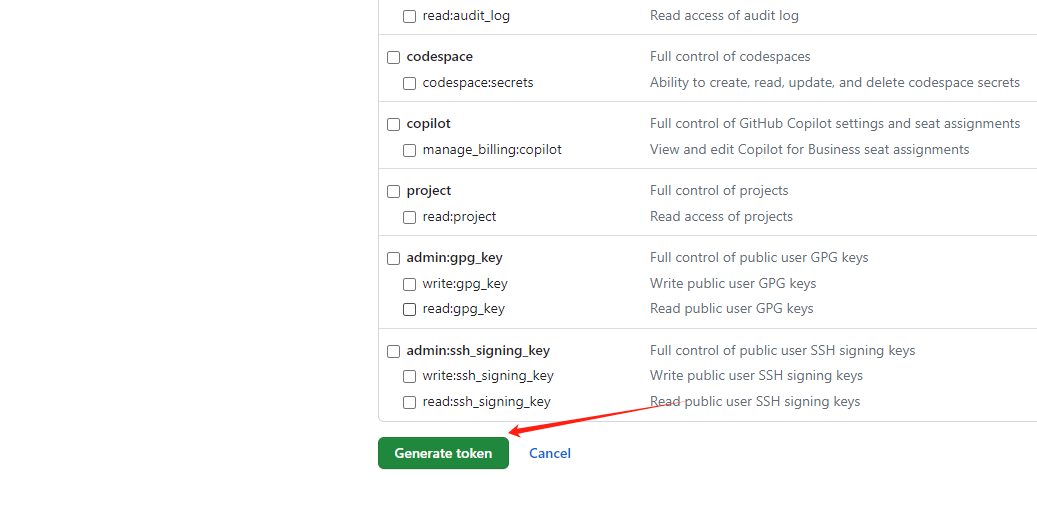 read:audit_log Read access of audit log
codespace Full control of codespaces
codespace:secrets Ability to create, read, update, and delete codespace secrets
copilot Full control of GitHub Copilot settings and seat assignments
manage_billing:copilot View and edit Copilot for Business seat assignments
project Full control of projects
read:project Read access of projects
admin:gpg_key Full control of public user GPG keys
write:gpg_key Write public user GPG keys
read:gpg_key Read public user GPG keys
admin:ssh_signing_key Full control of public user SSH signing keys
write:ssh_signing_key Write public user SSH signing keys
read:ssh_signing_key Read public user SSH signing keys
Generate token Cancel